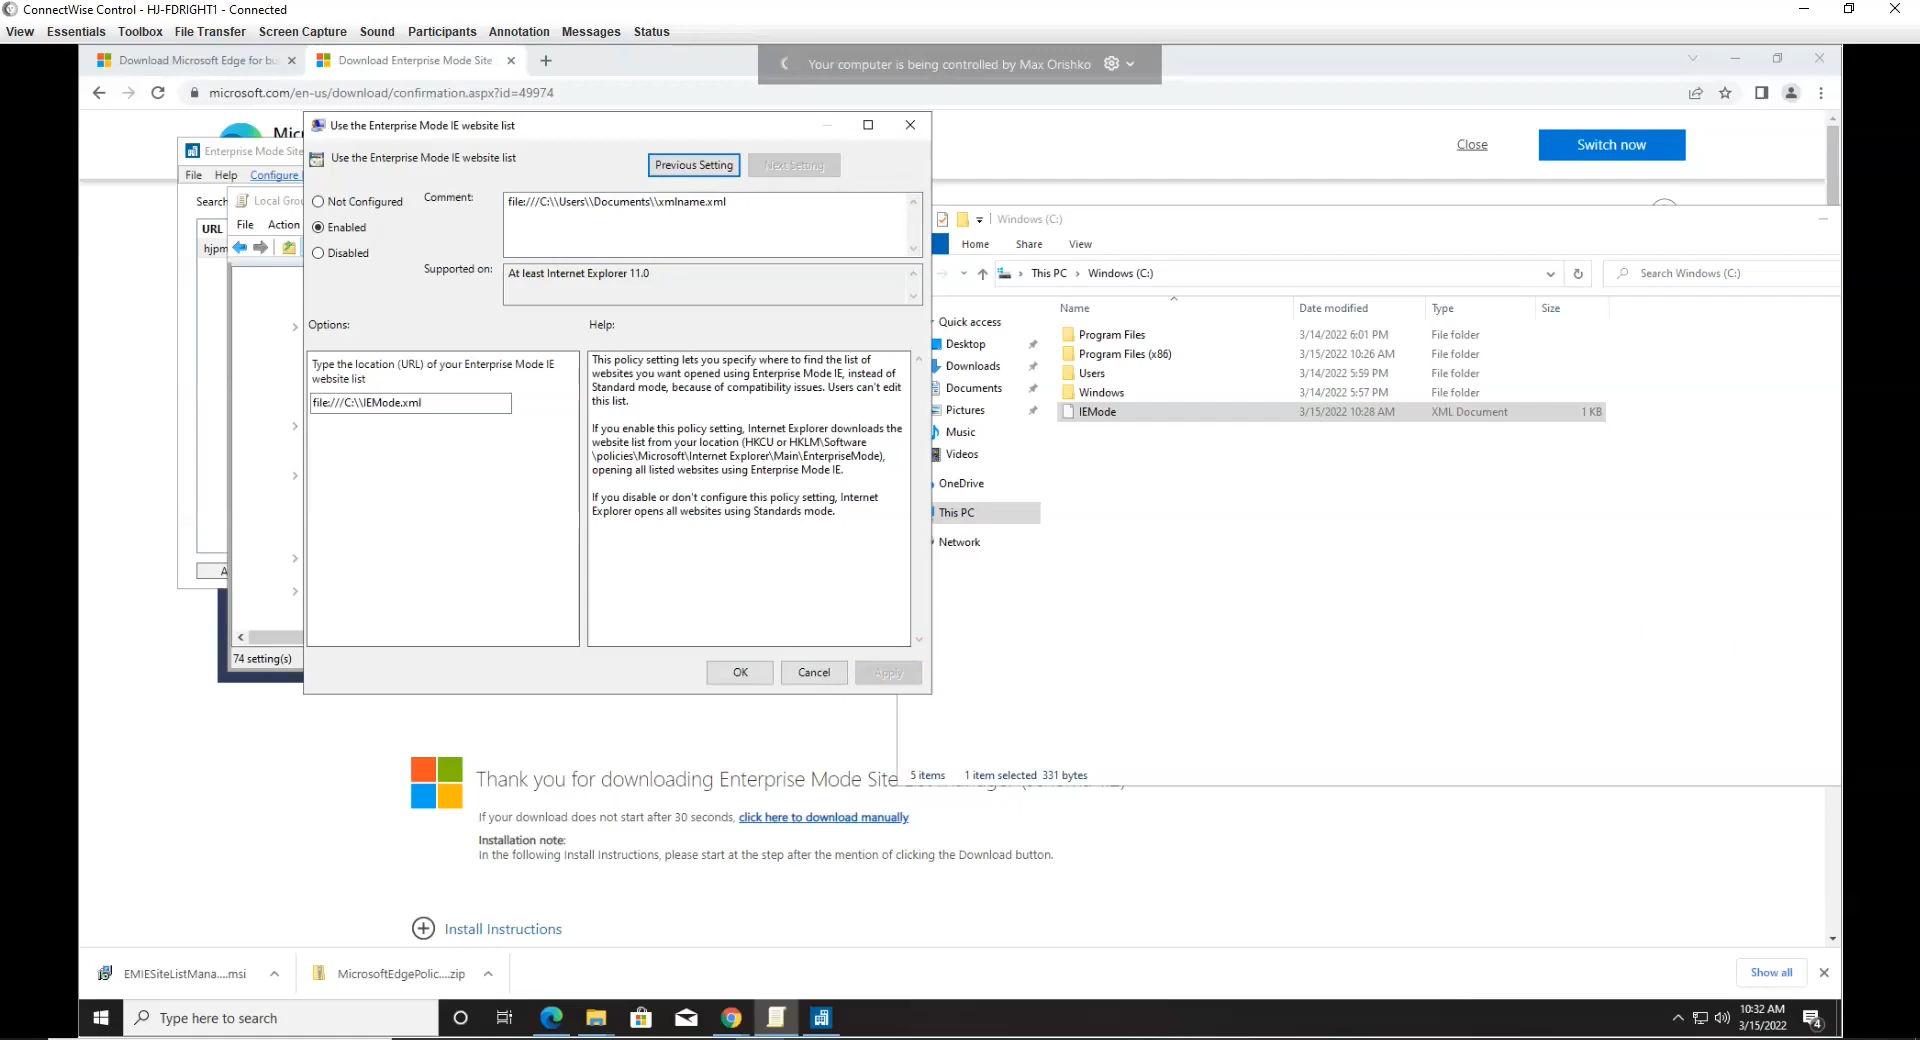 ConnectWise Control - HJ-FDRIGHT1 - Connected
View Essentials Toolbox File Transfer Screen Capture Sound Participants Annotation Messages Status
Download Microsoft Edge for bu
Download Enterprise Mode Site
Your computer is being controlled by Max Orishko
microsoft.com/en-us/download/confirmation.aspx?id=49974
Micr
Close
Switch now
Enterprise Mode Site
File Help Configure
Search
URL
hjpm
Local Grou
File Action
74 setting(s)
Use the Enterprise Mode IE website list
Use the Enterprise Mode IE website list
Previous Setting
Next Setting
Not Configured
Enabled
Disabled
Comment:
file:///C:\\Users\\Documents\\xmlname.xml
Supported on:
At least Internet Explorer 11.0
Options:
Help:
Type the location (URL) of your Enterprise Mode IE
website list
file:///C:\\IEMode.xml
This policy setting lets you specify where to find the list of
websites you want opened using Enterprise Mode IE, instead of
Standard mode, because of compatibility issues. Users can't edit
this list.
If you enable this policy setting, Internet Explorer downloads the
website list from your location (HKCU or HKLM\Software
\policies\Microsoft\Internet Explorer\Main\EnterpriseMode),
opening all listed websites using Enterprise Mode IE.
If you disable or don't configure this policy setting, Internet
Explorer opens all websites using Standards mode.
OK
Cancel
Apply
Windows (C:)
Home Share View
This PC > Windows (C:)
Search Windows (C:)
Quick access
Desktop
Downloads
Documents
Pictures
Music
Videos
OneDrive
This PC
Network
Name Date modified Type Size
Program Files 3/14/2022 6:01 PM File folder
Program Files (x86) 3/15/2022 10:26 AM File folder
Users 3/14/2022 5:59 PM File folder
Windows 3/14/2022 5:57 PM File folder
IEMode 3/15/2022 10:28 AM XML Document 1 KB
5 items 1 item selected 331 bytes
Thank you for downloading Enterprise Mode Site
If your download does not start after 30 seconds, click here to download manually
Installation note:
In the following Install Instructions, please start at the step after the mention of clicking the Download button.
Install Instructions
EMIESiteListMana....msi
MicrosoftEdgePolic....zip
Show all
Type here to search
10:32 AM
3/15/2022
4